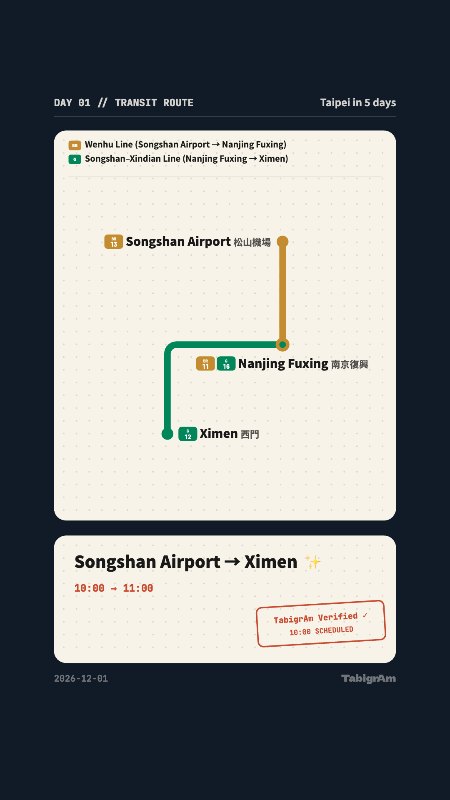 DAY 01 // TRANSIT ROUTE
Taipei in 5 days
BR Wenhu Line (Songshan Airport → Nanjing Fuxing)
G Songshan–Xindian Line (Nanjing Fuxing → Ximen)
BR 13 Songshan Airport 松山機場
BR 11 G 16 Nanjing Fuxing 南京復興
G 12 Ximen 西門
Songshan Airport → Ximen ✨
10:00 → 11:00
TabigrAm Verified ✓
10:00 SCHEDULED
2026-12-01
TabigrAm